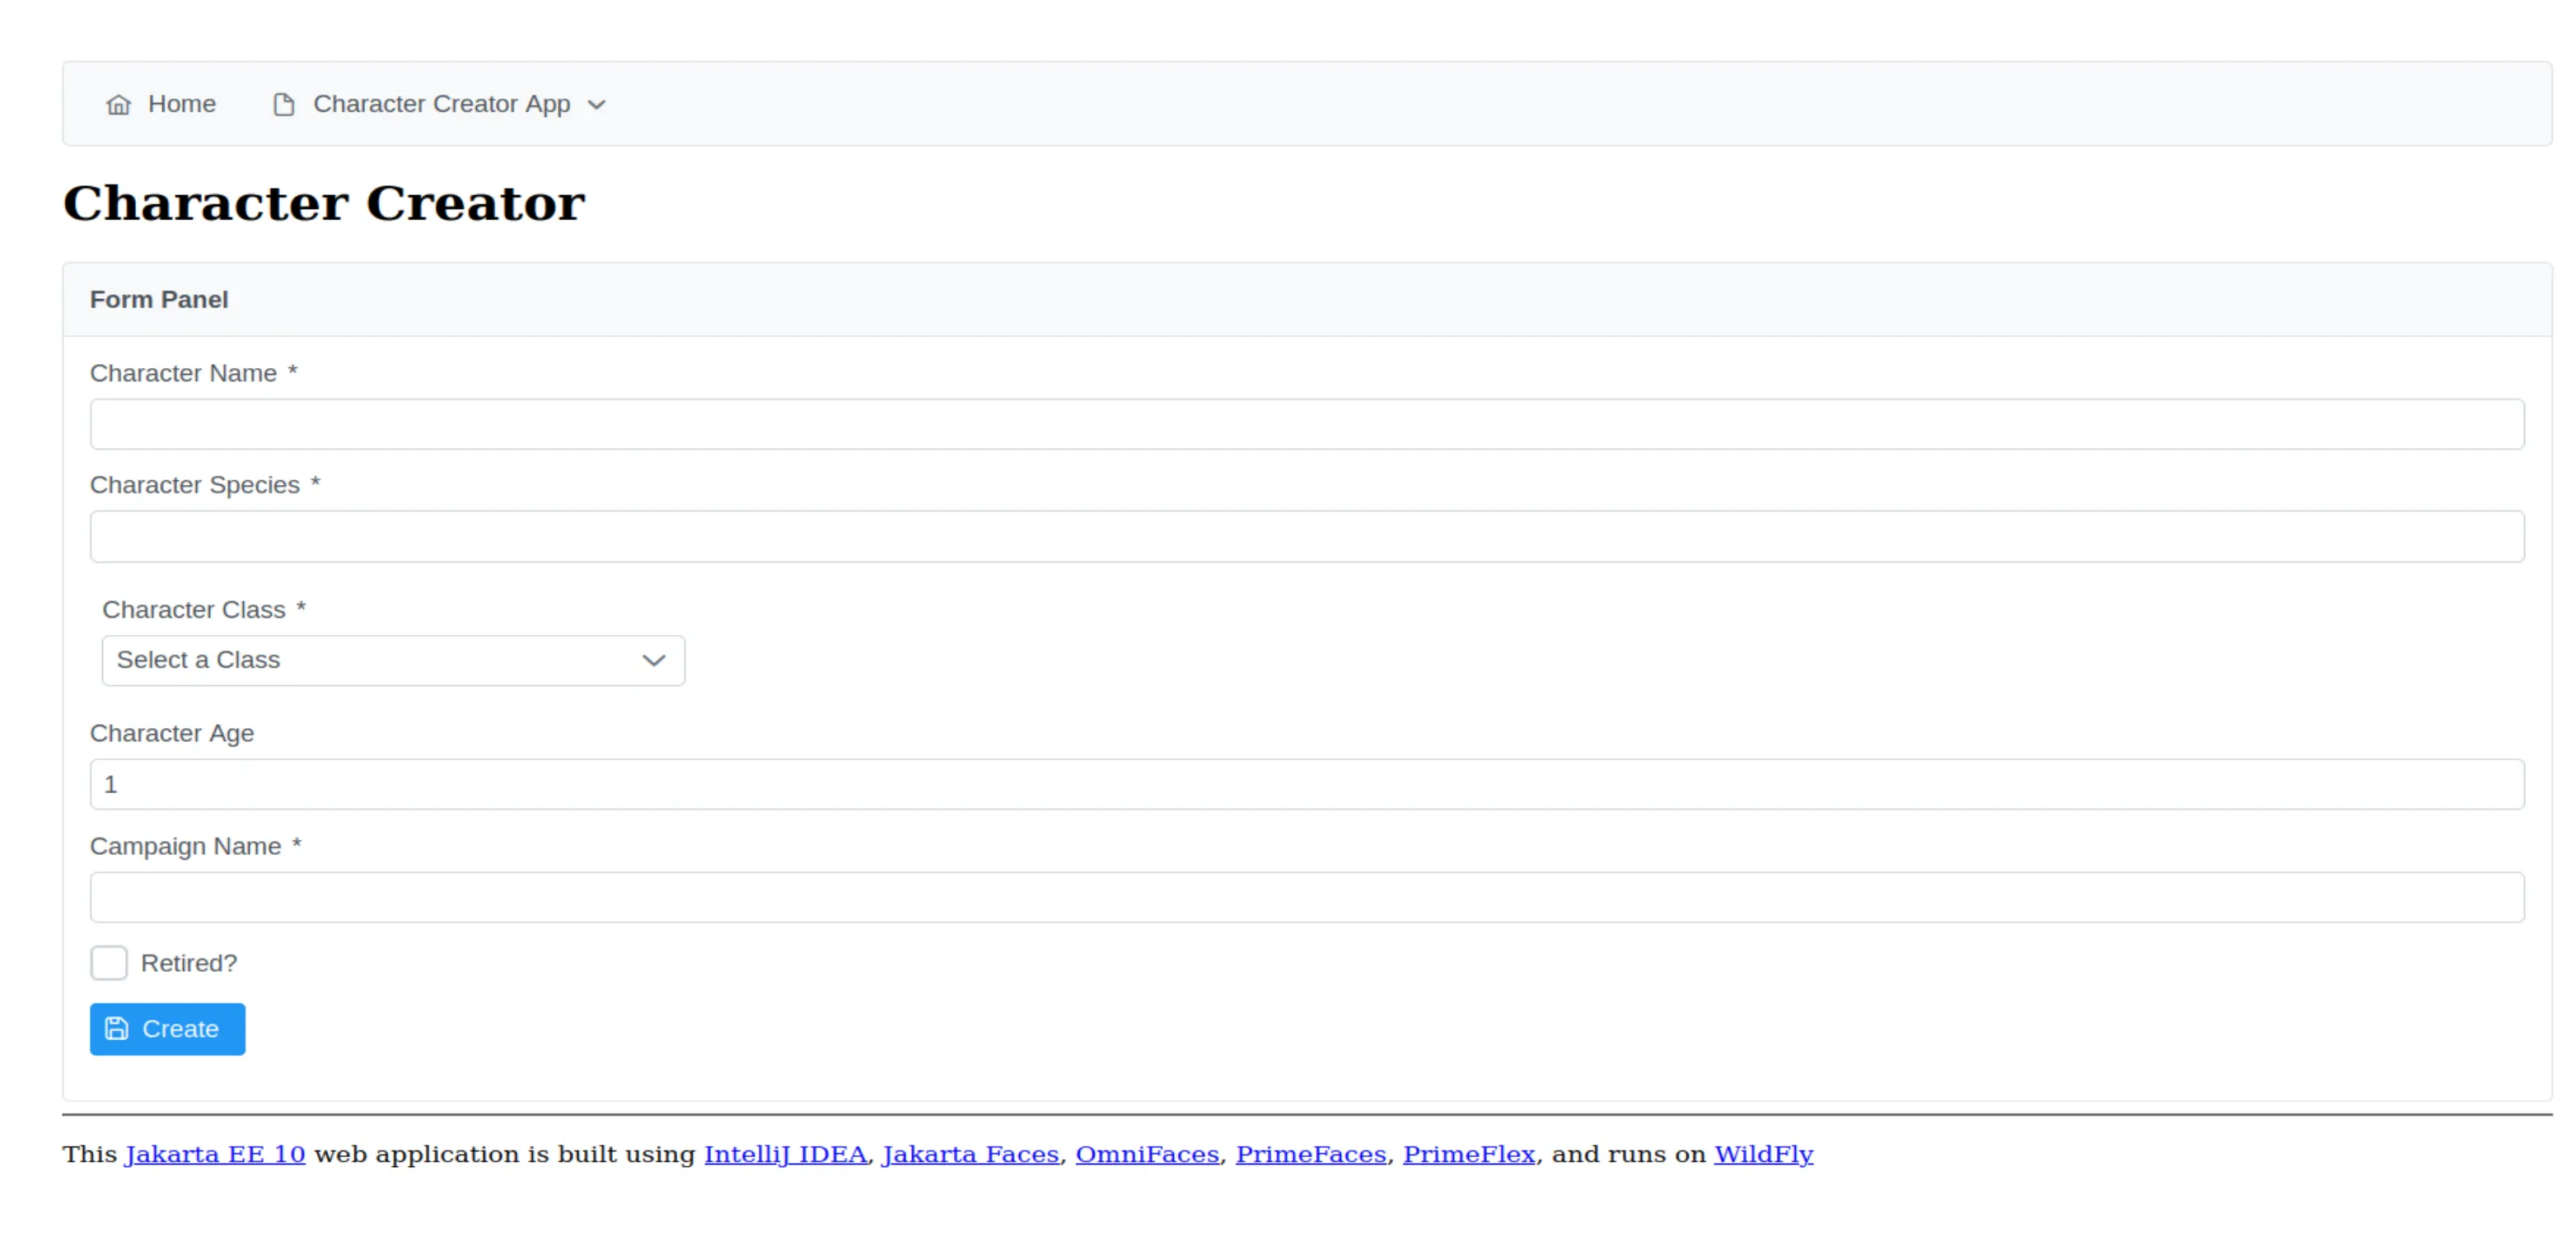 Home Character Creator App
Character Creator
Form Panel
Character Name *
Character Species *
Character Class *
Select a Class
Character Age
1
Campaign Name *
Retired?
Create
This Jakarta EE 10 web application is built using IntelliJ IDEA, Jakarta Faces, OmniFaces, PrimeFaces, PrimeFlex, and runs on WildFly